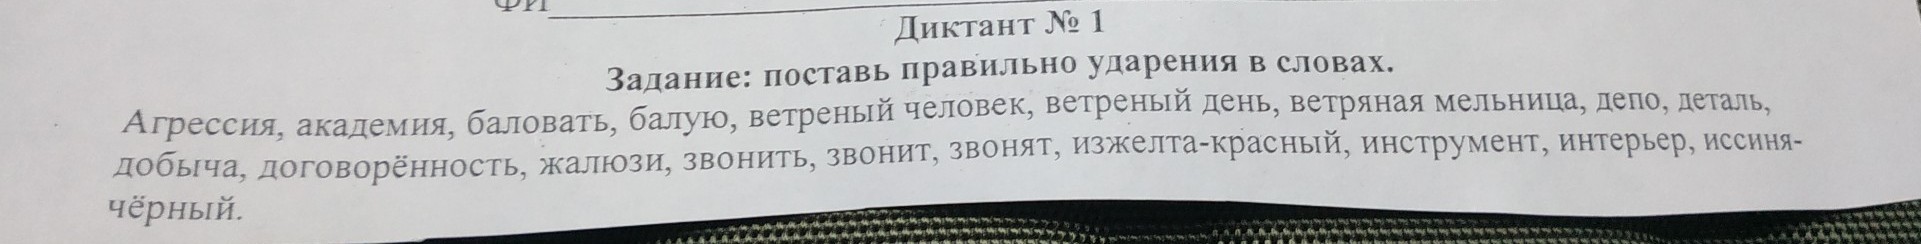 ФИ
Диктант № 1
Задание: поставь правильно ударения в словах.
Агрессия, академия, баловать, балую, ветреный человек, ветреный день, ветряная мельница, депо, деталь,
добыча, договорённость, жалюзи, звонить, звонит, звонят, изжелта-красный, инструмент, интерьер, иссиня-
чёрный.